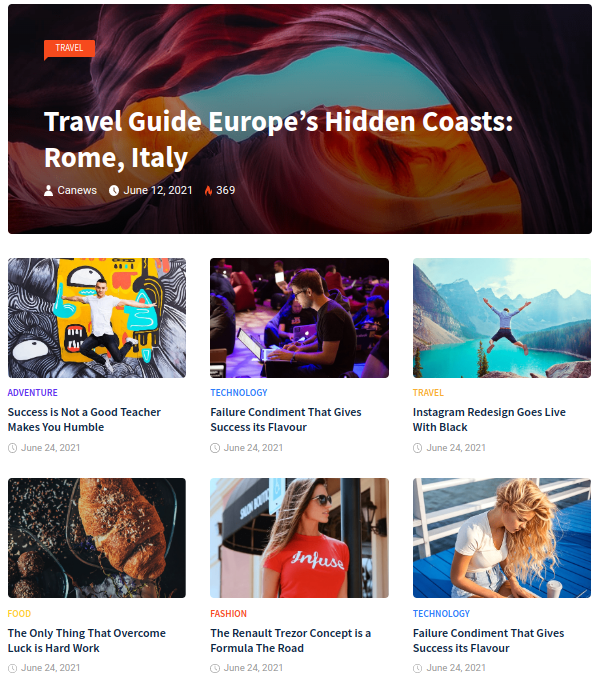 TRAVEL
Travel Guide Europe's Hidden Coasts:
Rome, Italy
Canews June 12, 2021 369
ADVENTURE
Success is Not a Good Teacher
Makes You Humble
June 24, 2021
TECHNOLOGY
Failure Condiment That Gives
Success its Flavour
June 24, 2021
TRAVEL
Instagram Redesign Goes Live
With Black
June 24, 2021
Infuse
FOOD
The Only Thing That Overcome
Luck is Hard Work
June 24, 2021
FASHION
The Renault Trezor Concept is a
Formula The Road
June 24, 2021
TECHNOLOGY
Failure Condiment That Gives
Success its Flavour
June 24, 2021